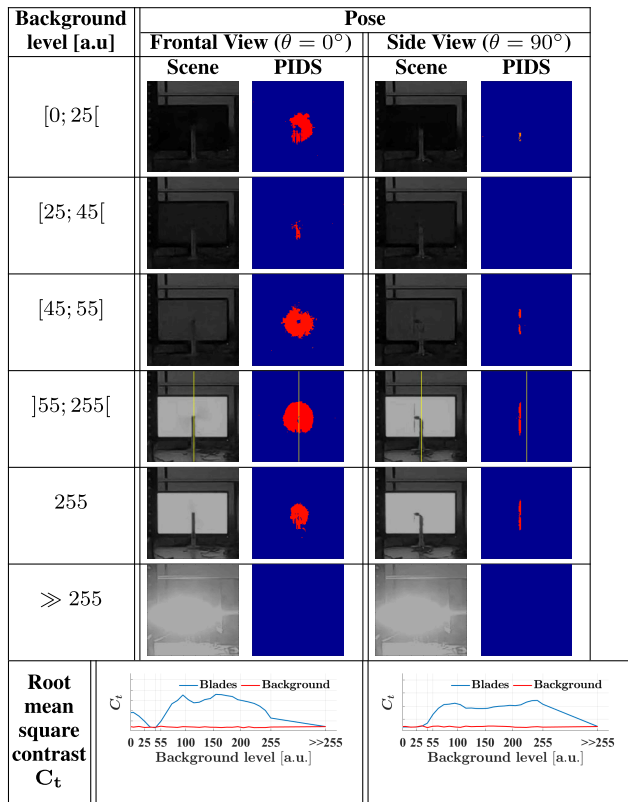 Background level [a.u]
Pose
Frontal View (θ = 0°)
Side View (θ = 90°)
Scene PIDS Scene PIDS
[0; 25[
[25; 45[
[45; 55]
]55; 255[
255
≫ 255
Root mean square contrast Ct
Blades Background
Ct
0 25 55 100 150 200 255 >>255
Background level [a.u.]
Blades Background
Ct
0 25 55 100 150 200 255 >>255
Background level [a.u.]